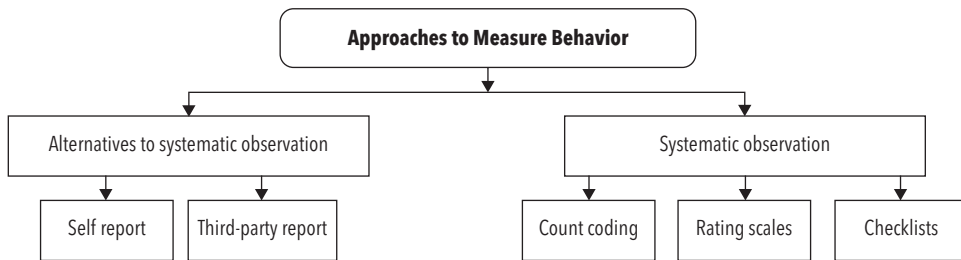 Approaches to Measure Behavior
Alternatives to systematic observation
Systematic observation
Self report
Third-party report
Count coding
Rating scales
Checklists